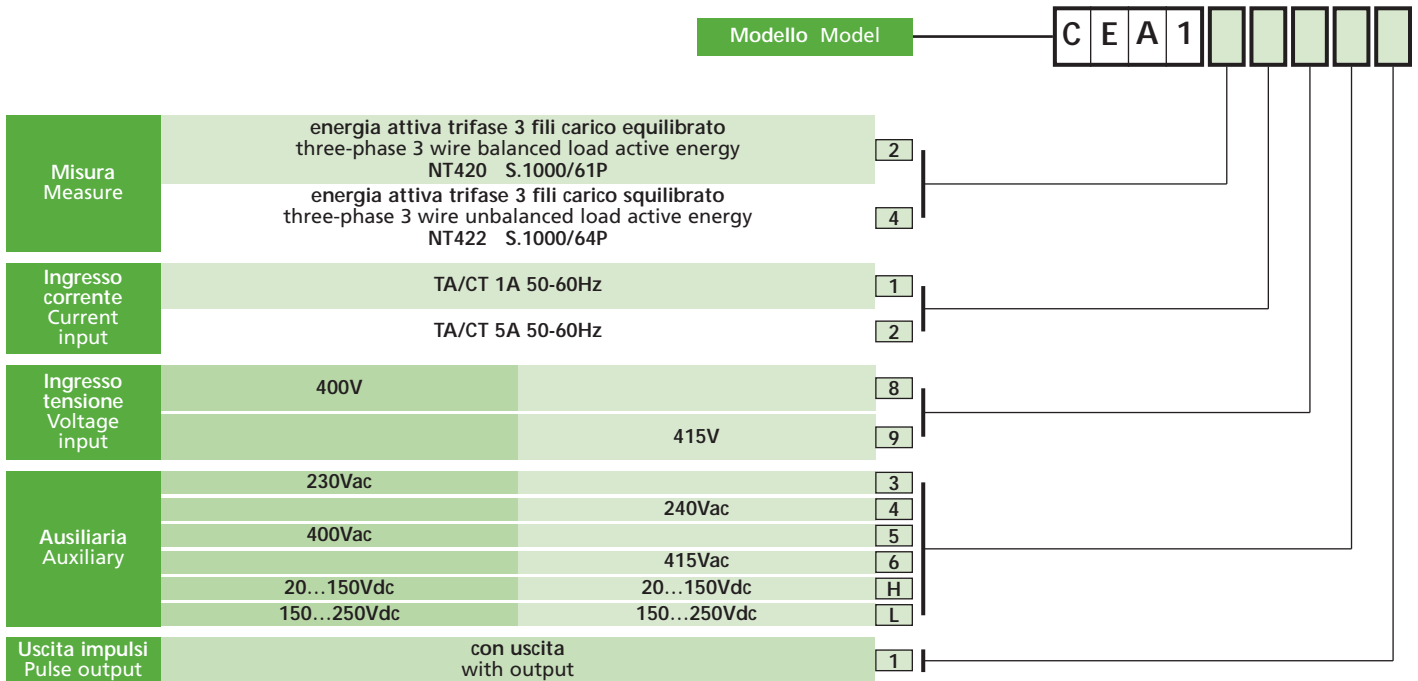 Modello Model
C E A 1
Misura
Measure
energia attiva trifase 3 fili carico equilibrato
three-phase 3 wire balanced load active energy
NT420 S.1000/61P
2
energia attiva trifase 3 fili carico squilibrato
three-phase 3 wire unbalanced load active energy
NT422 S.1000/64P
4
Ingresso
corrente
Current
input
TA/CT 1A 50-60Hz
1
TA/CT 5A 50-60Hz
2
Ingresso
tensione
Voltage
input
400V
8
415V
9
Ausiliaria
Auxiliary
230Vac
3
240Vac
4
400Vac
5
415Vac
6
20...150Vdc 20...150Vdc
H
150...250Vdc 150...250Vdc
L
Uscita impulsi
Pulse output
con uscita
with output
1